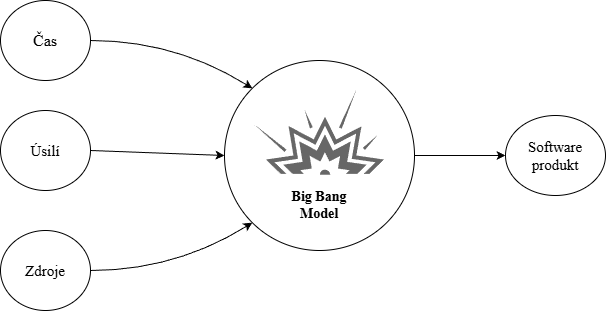 Čas
Úsilí
Zdroje
Big Bang
Model
Software
produkt